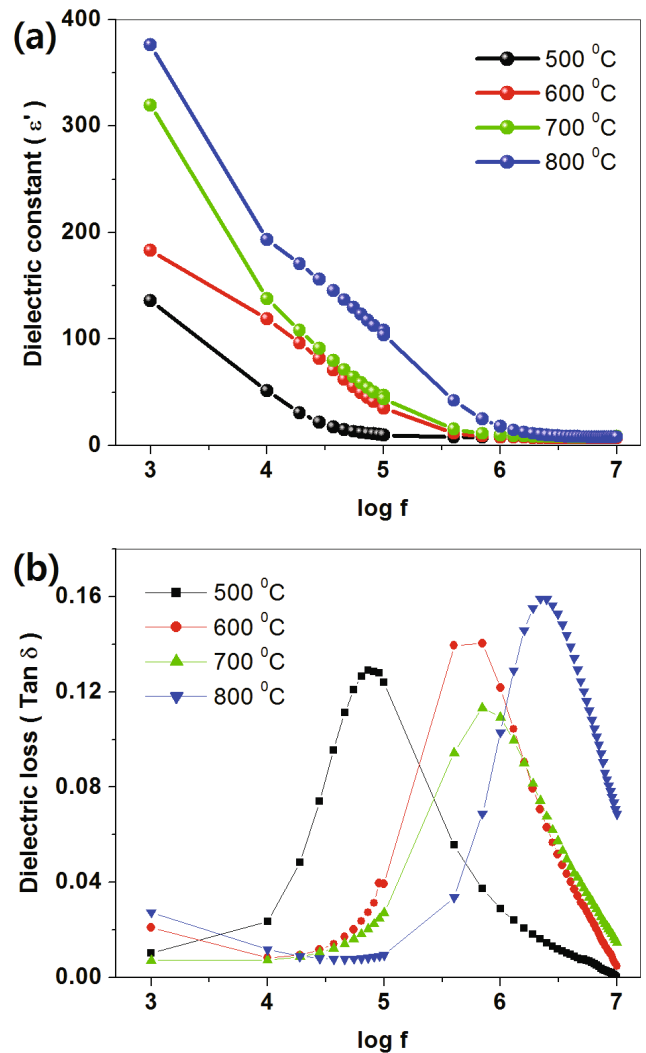 (a)
400
300
200
100
0
Dielectric constant ( ε' )
500 ⁰C
600 ⁰C
700 ⁰C
800 ⁰C
3 4 5 6 7
log f
(b)
0.16
0.12
0.08
0.04
0.00
Dielectric loss ( Tan δ )
500 ⁰C
600 ⁰C
700 ⁰C
800 ⁰C
3 4 5 6 7
log f